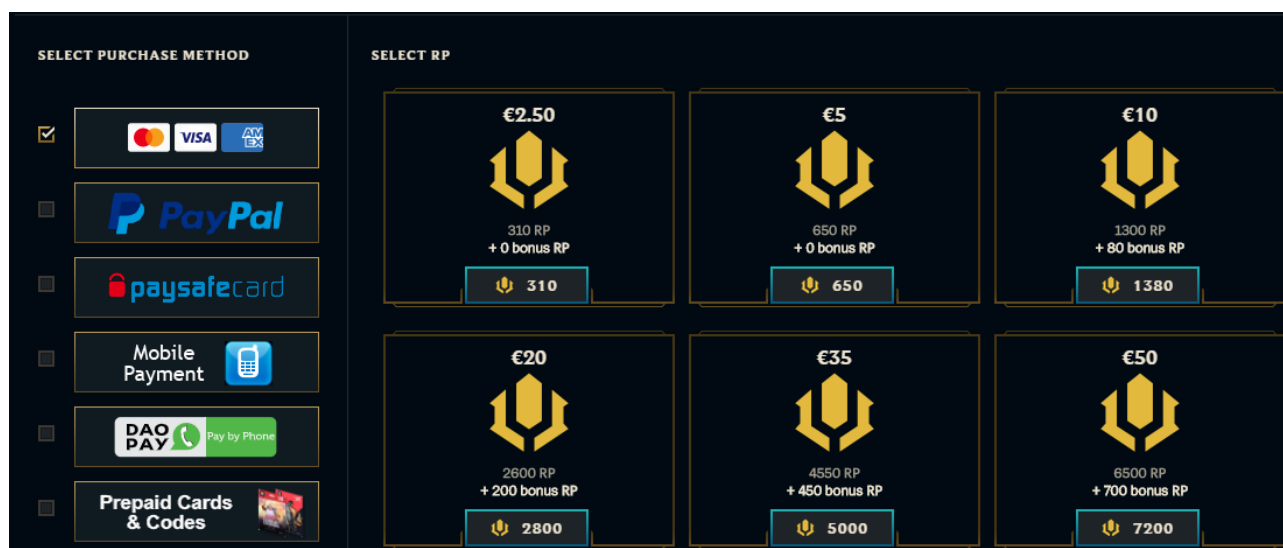 SELECT PURCHASE METHOD
VISA
AM
EX
PayPal
paysafecard
Mobile
Payment
DAO
PAY
Pay by Phone
Prepaid Cards
& Codes
SELECT RP
€2.50
310 RP
+ 0 bonus RP
310
€5
650 RP
+ 0 bonus RP
650
€10
1300 RP
+ 80 bonus RP
1380
€20
2600 RP
+ 200 bonus RP
2800
€35
4550 RP
+ 450 bonus RP
5000
€50
6500 RP
+ 700 bonus RP
7200